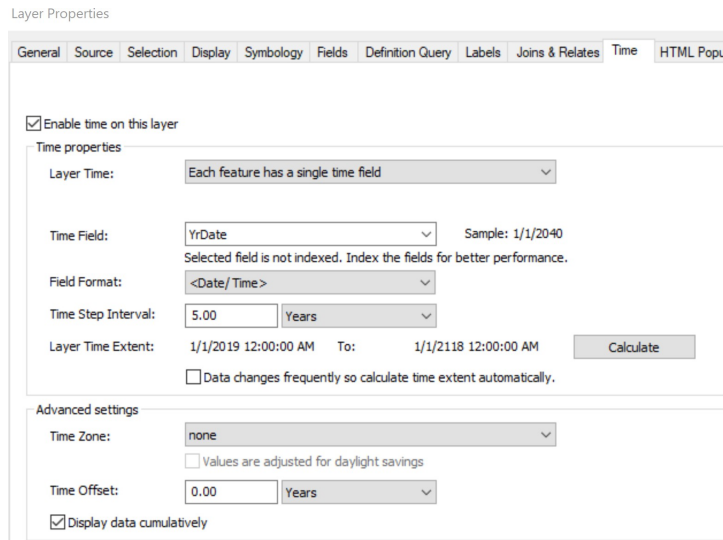 Layer Properties
General Source Selection Display Symbology Fields Definition Query Labels Joins & Relates Time HTML Popu
Enable time on this layer
Time properties
Layer Time: Each feature has a single time field
Time Field: YrDate Sample: 1/1/2040
Selected field is not indexed. Index the fields for better performance.
Field Format: <Date/Time>
Time Step Interval: 5.00 Years
Layer Time Extent: 1/1/2019 12:00:00 AM To: 1/1/2118 12:00:00 AM Calculate
Data changes frequently so calculate time extent automatically.
Advanced settings
Time Zone: none
Values are adjusted for daylight savings
Time Offset: 0.00 Years
Display data cumulatively